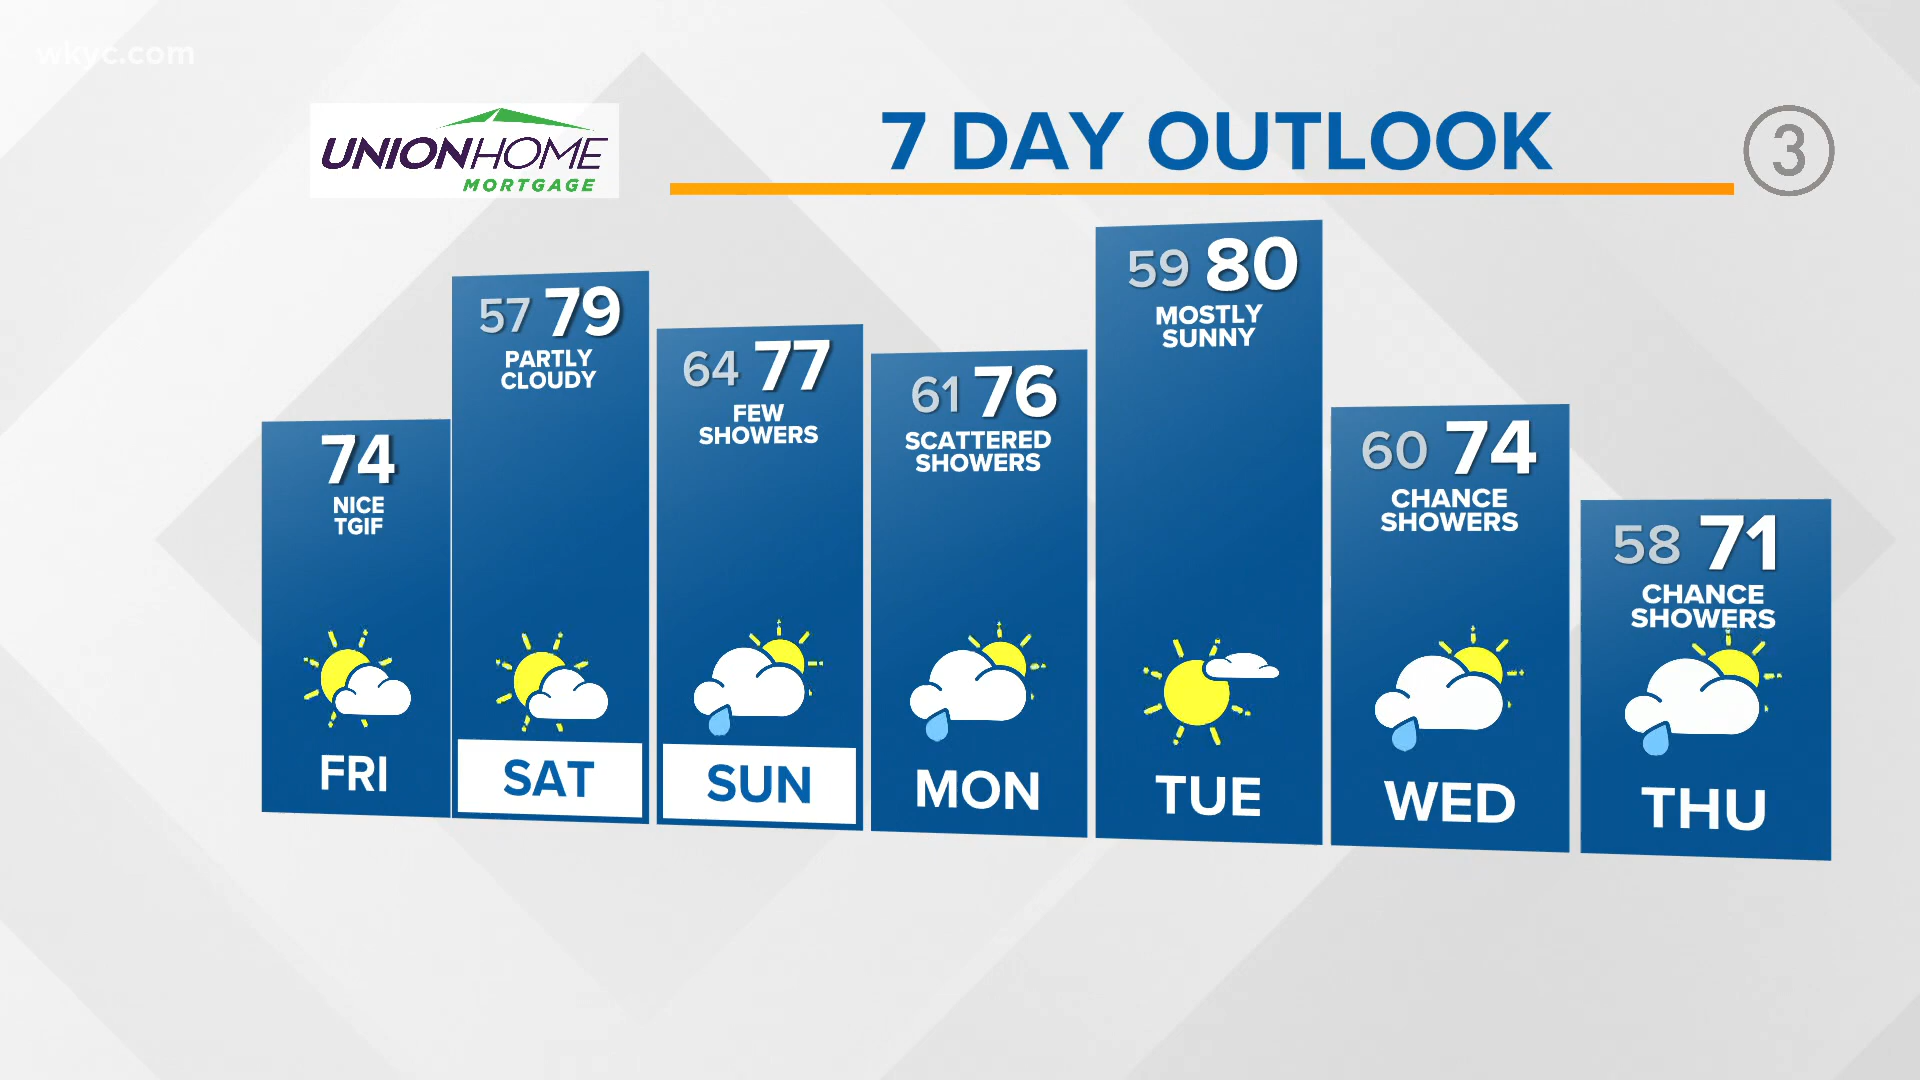 wkyc.com
UNIONHOME
MORTGAGE
7 DAY OUTLOOK
3
74
NICE
TGIF
FRI
57 79
PARTLY
CLOUDY
SAT
64 77
FEW
SHOWERS
SUN
61 76
SCATTERED
SHOWERS
MON
59 80
MOSTLY
SUNNY
TUE
60 74
CHANCE
SHOWERS
WED
58 71
CHANCE
SHOWERS
THU